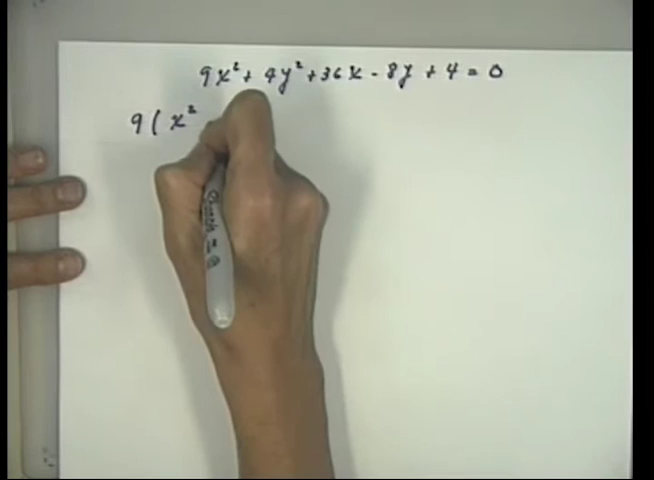 9x² + 4y² + 36x - 8y + 4 = 0
9(x²